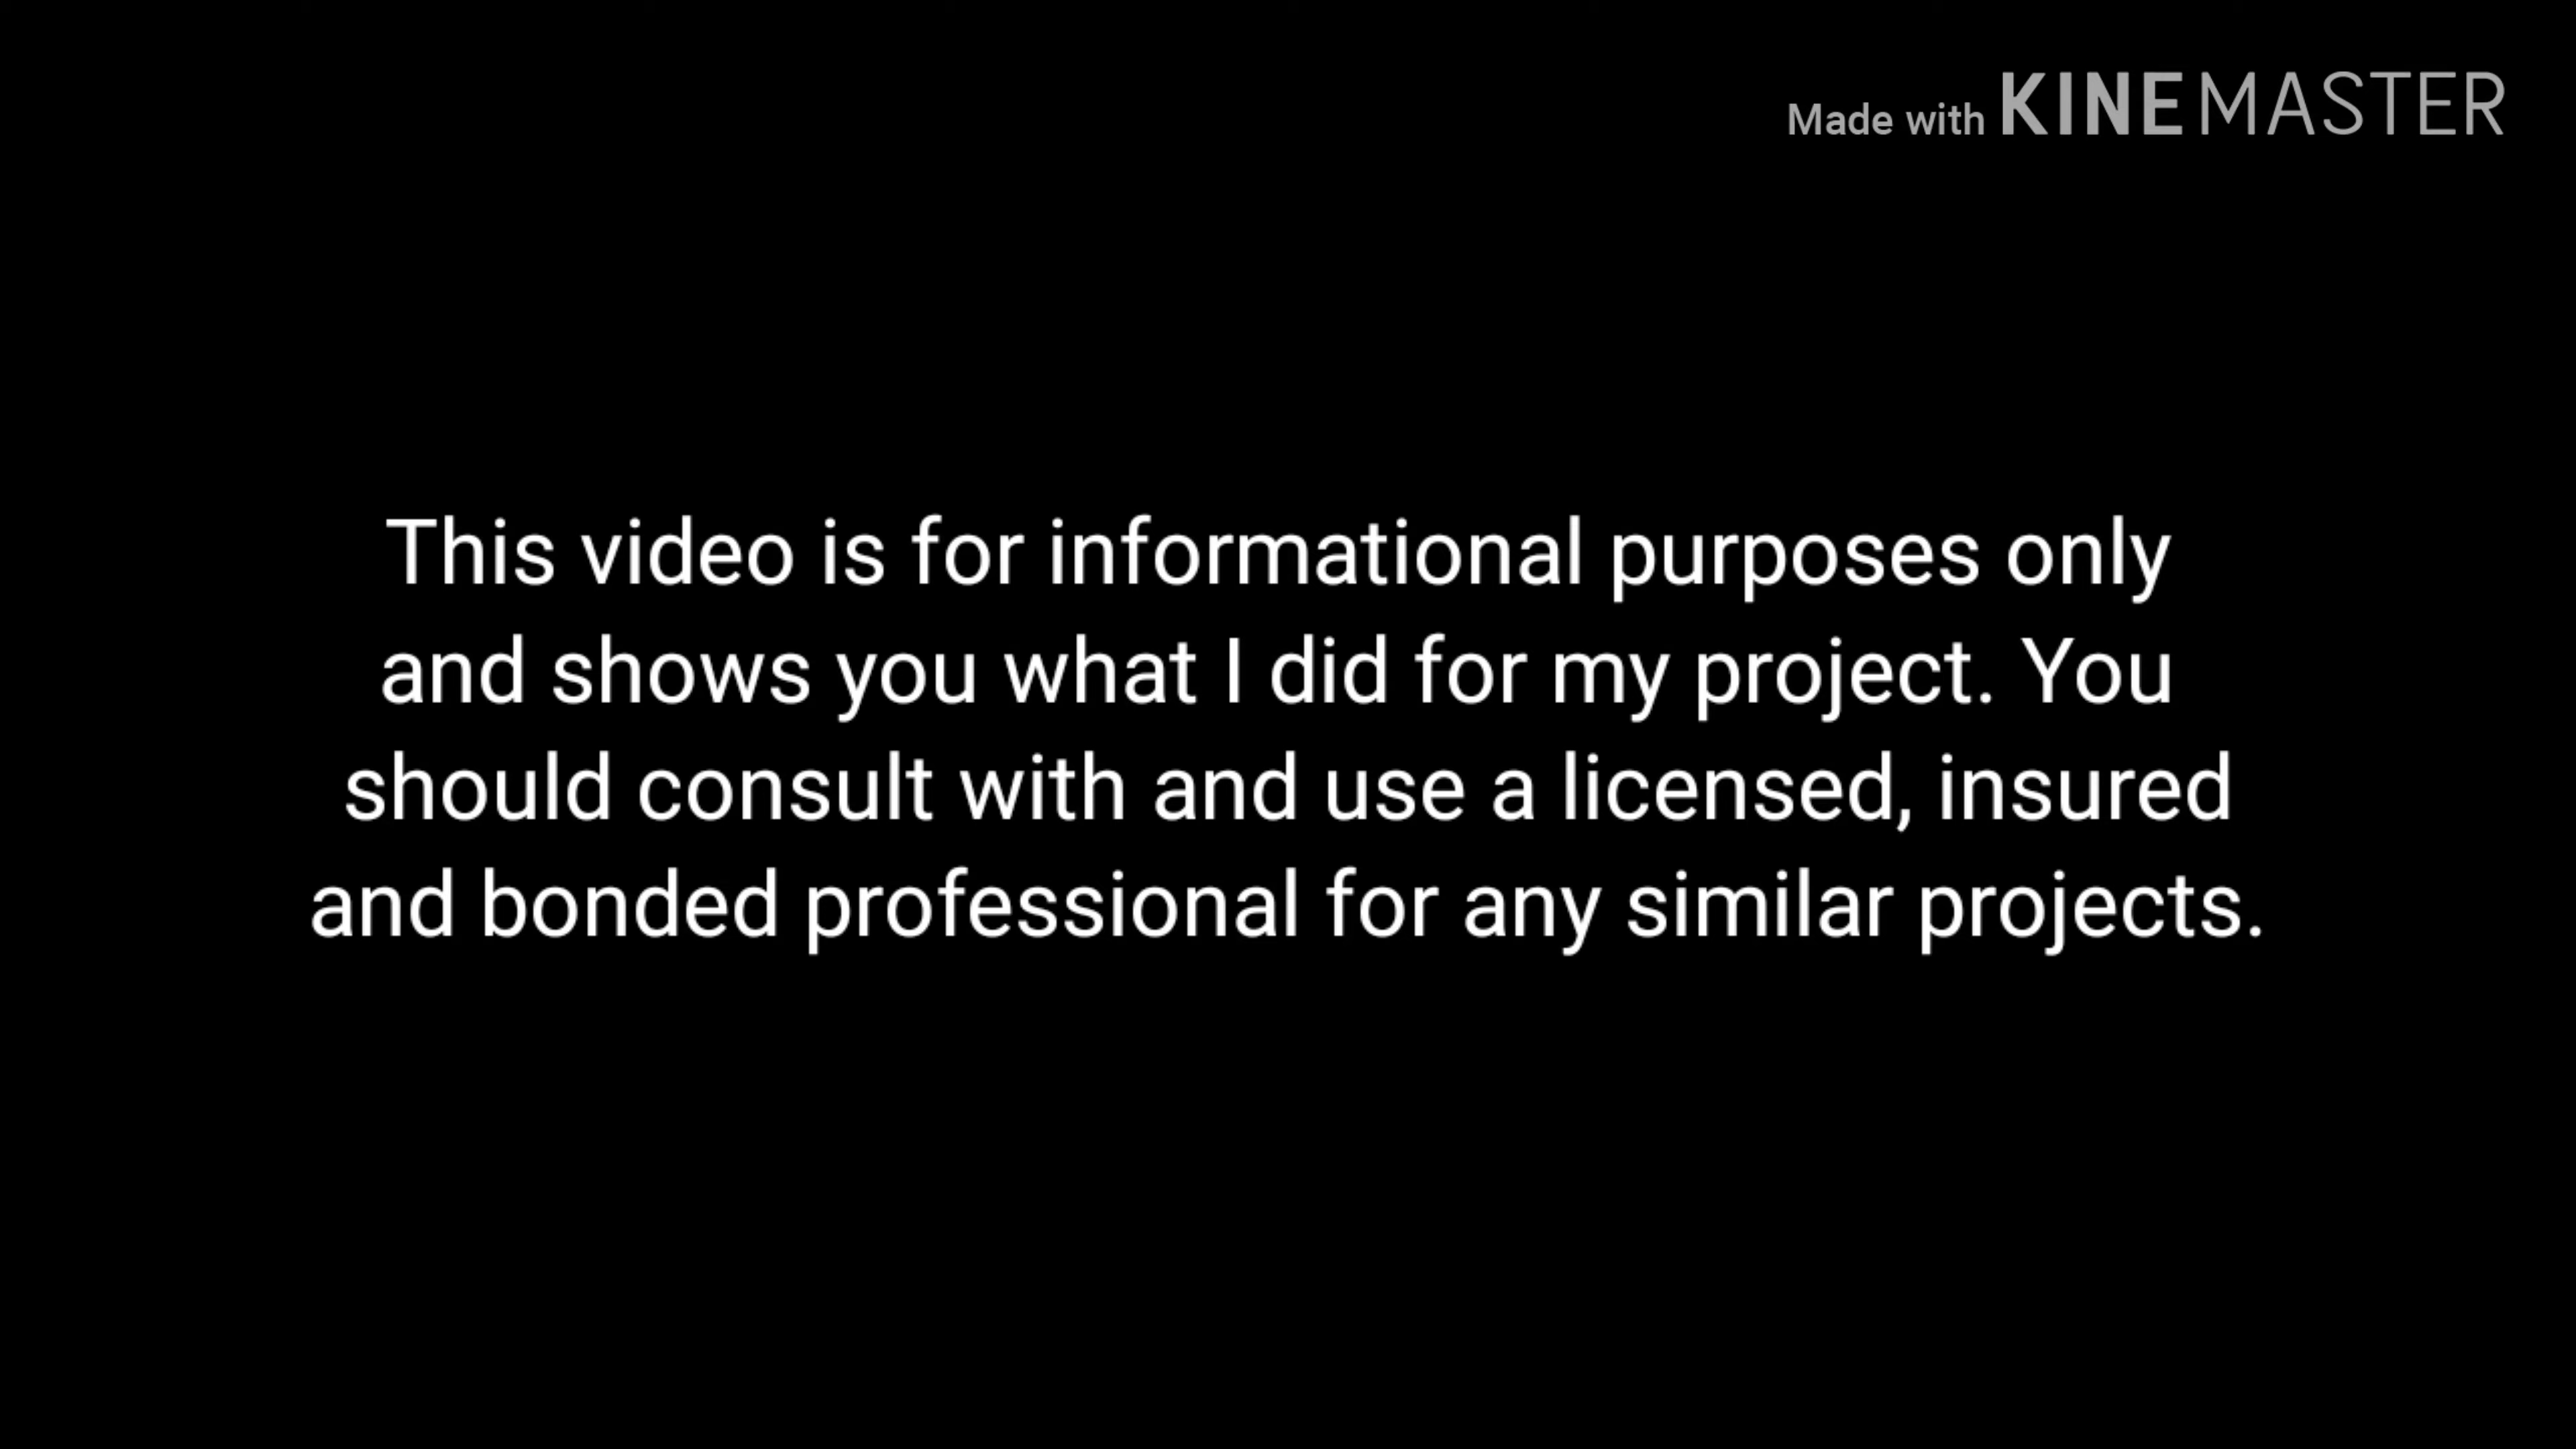 Made with KINEMASTER
This video is for informational purposes only
and shows you what I did for my project. You
should consult with and use a licensed, insured
and bonded professional for any similar projects.